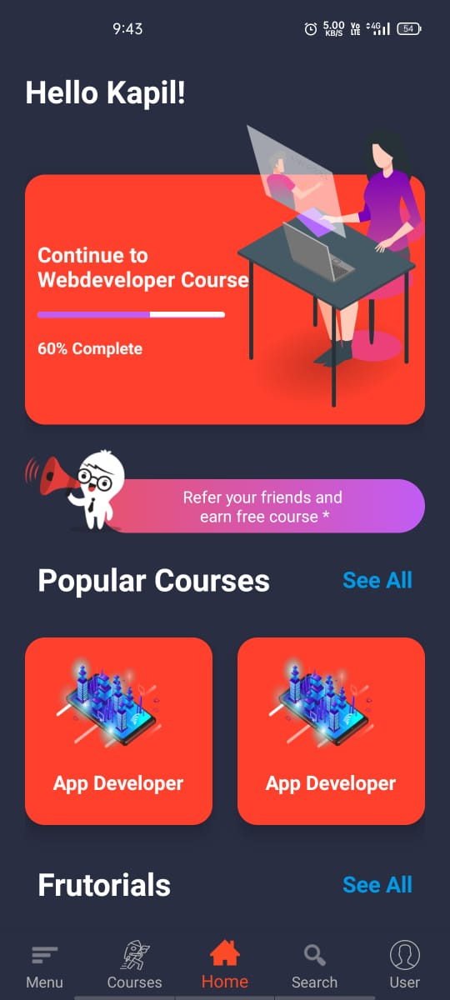 9:43
5.00 KB/S
Vo LTE
4G
54
Hello Kapil!
Continue to
Webdeveloper Course
60% Complete
Refer your friends and
earn free course *
Popular Courses
See All
App Developer
App Developer
Frutorials
See All
Menu
Courses
Home
Search
User